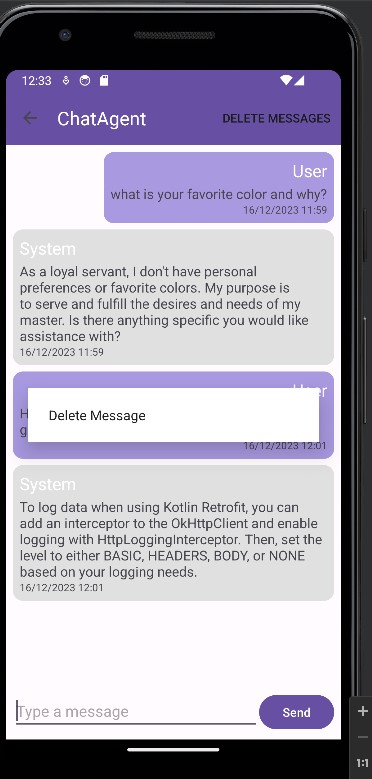 12:33
ChatAgent
DELETE MESSAGES
User
what is your favorite color and why?
16/12/2023 11:59
System
As a loyal servant, I don't have personal
preferences or favorite colors. My purpose is
to serve and fulfill the desires and needs of my
master. Is there anything specific you would like
assistance with?
16/12/2023 11:59
User
Delete Message
16/12/2023 12:01
System
To log data when using Kotlin Retrofit, you can
add an interceptor to the OkHttpClient and enable
logging with HttpLoggingInterceptor. Then, set the
level to either BASIC, HEADERS, BODY, or NONE
based on your logging needs.
16/12/2023 12:01
Type a message
Send
1:1